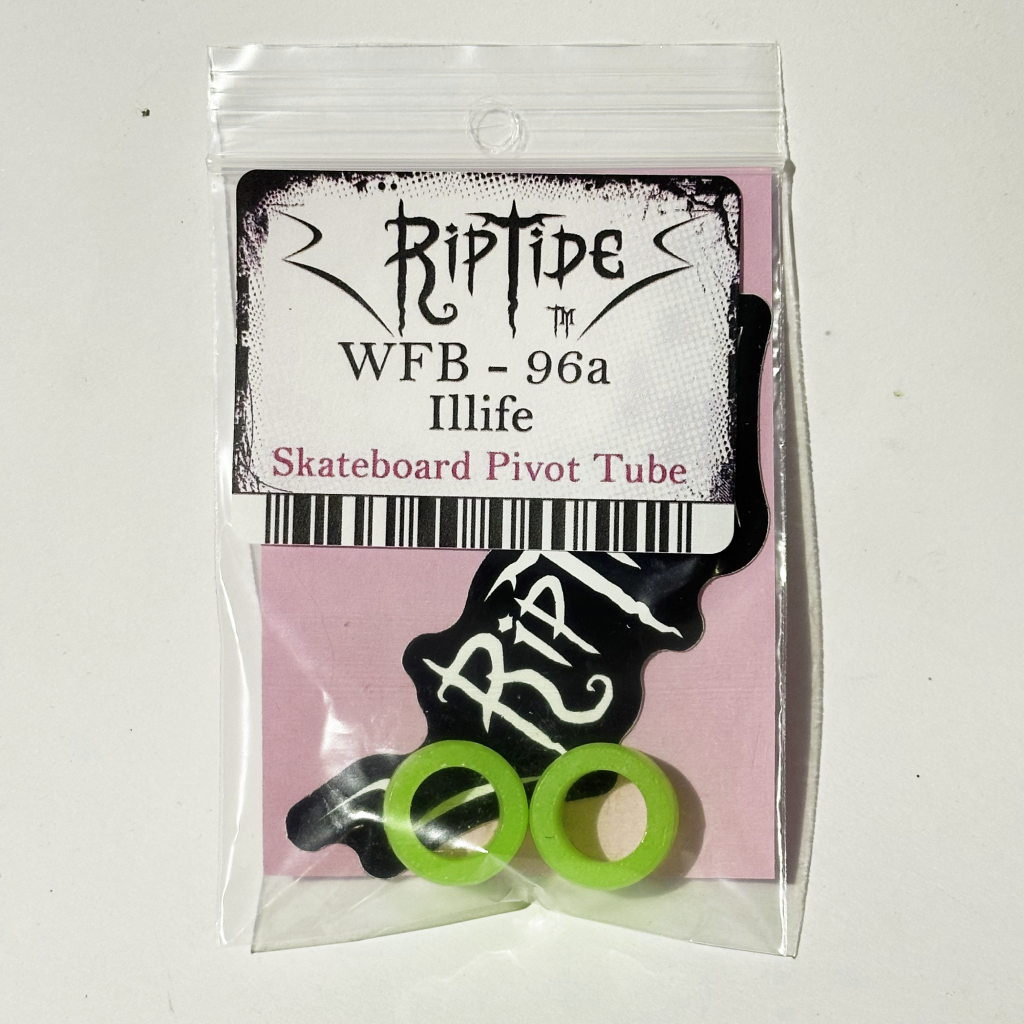 RIPTIDE
TM
WFB - 96a
Illife
Skateboard Pivot Tube
RIPT